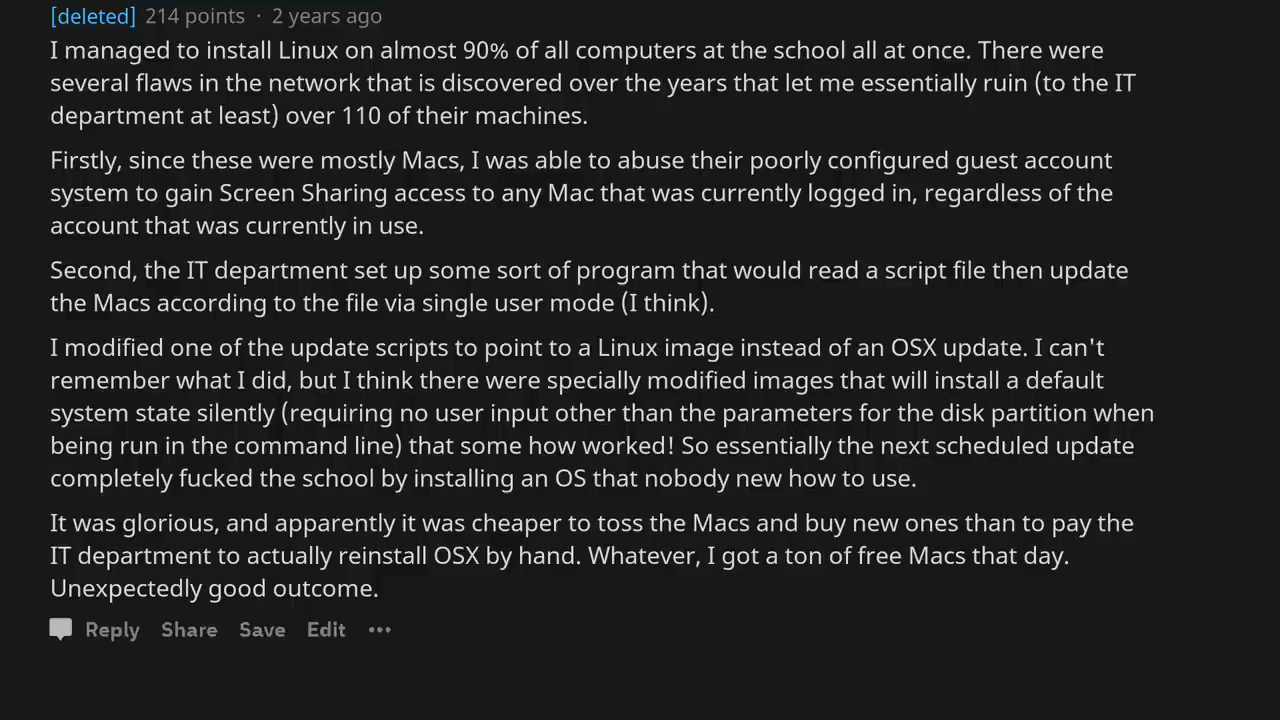 [deleted] 214 points · 2 years ago
I managed to install Linux on almost 90% of all computers at the school all at once. There were
several flaws in the network that is discovered over the years that let me essentially ruin (to the IT
department at least) over 110 of their machines.
Firstly, since these were mostly Macs, I was able to abuse their poorly configured guest account
system to gain Screen Sharing access to any Mac that was currently logged in, regardless of the
account that was currently in use.
Second, the IT department set up some sort of program that would read a script file then update
the Macs according to the file via single user mode (I think).
I modified one of the update scripts to point to a Linux image instead of an OSX update. I can't
remember what I did, but I think there were specially modified images that will install a default
system state silently (requiring no user input other than the parameters for the disk partition when
being run in the command line) that some how worked! So essentially the next scheduled update
completely fucked the school by installing an OS that nobody new how to use.
It was glorious, and apparently it was cheaper to toss the Macs and buy new ones than to pay the
IT department to actually reinstall OSX by hand. Whatever, I got a ton of free Macs that day.
Unexpectedly good outcome.
Reply Share Save Edit •••